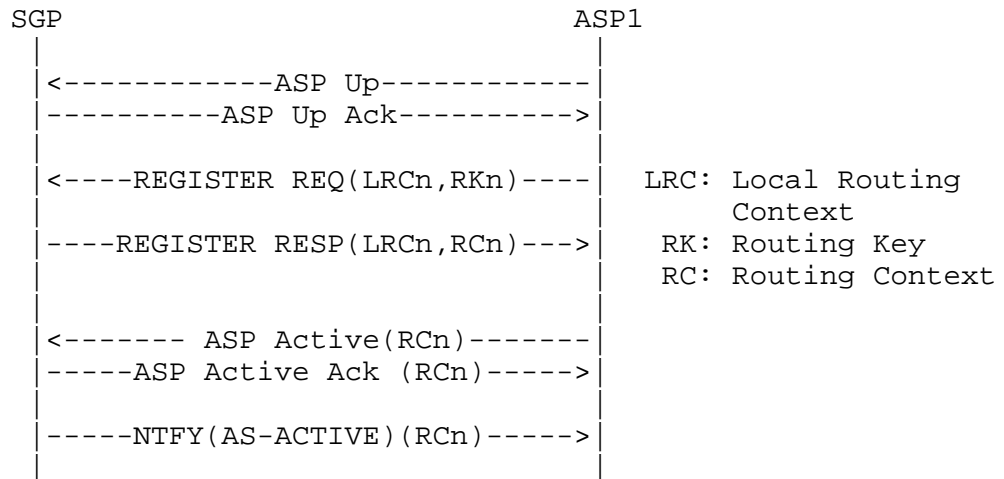 SGP ASP1
<------------ASP Up------------
----------ASP Up Ack---------->
<----REGISTER REQ(LRCn,RKn)---- LRC: Local Routing
Context
----REGISTER RESP(LRCn,RCn)---> RK: Routing Key
RC: Routing Context
<------- ASP Active(RCn)-------
-----ASP Active Ack (RCn)----->
-----NTFY(AS-ACTIVE)(RCn)----->